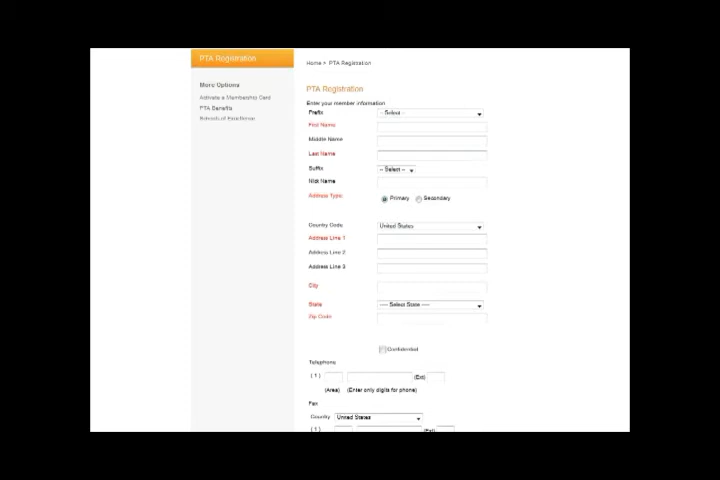 PTA Registration
Home > PTA Registration
More Options
Activate a Membership Card
PTA Benefits
Schools of Excellence
PTA Registration
Enter your member information
Prefix -- Select --
First Name
Middle Name
Last Name
Suffix -- Select --
Nick Name
Address Type: Primary Secondary
Country Code United States
Address Line 1
Address Line 2
Address Line 3
City
State ---- Select State ----
Zip Code
Confidential
Telephone
( 1 ) (Ext)
(Area) (Enter only digits for phone)
Fax
Country United States
( 1 ) (Ext)